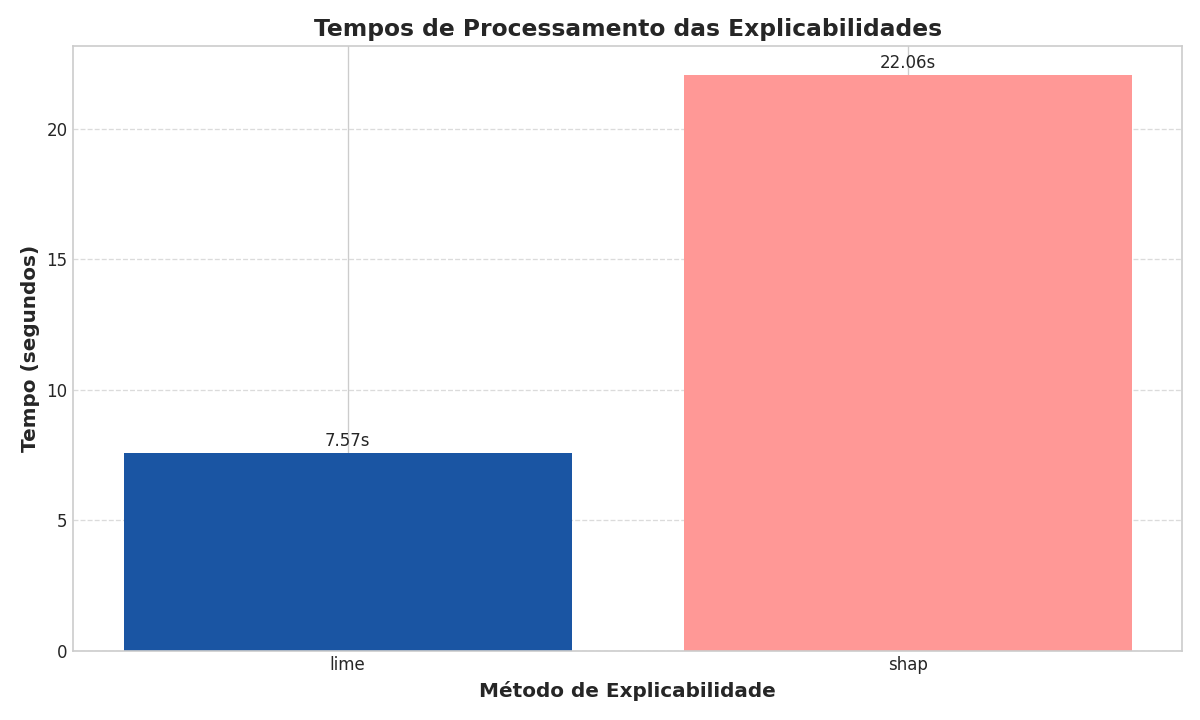 Tempos de Processamento das Explicabilidades
22.06s
20
15
Tempo (segundos)
10
7.57s
5
0
lime
shap
Método de Explicabilidade